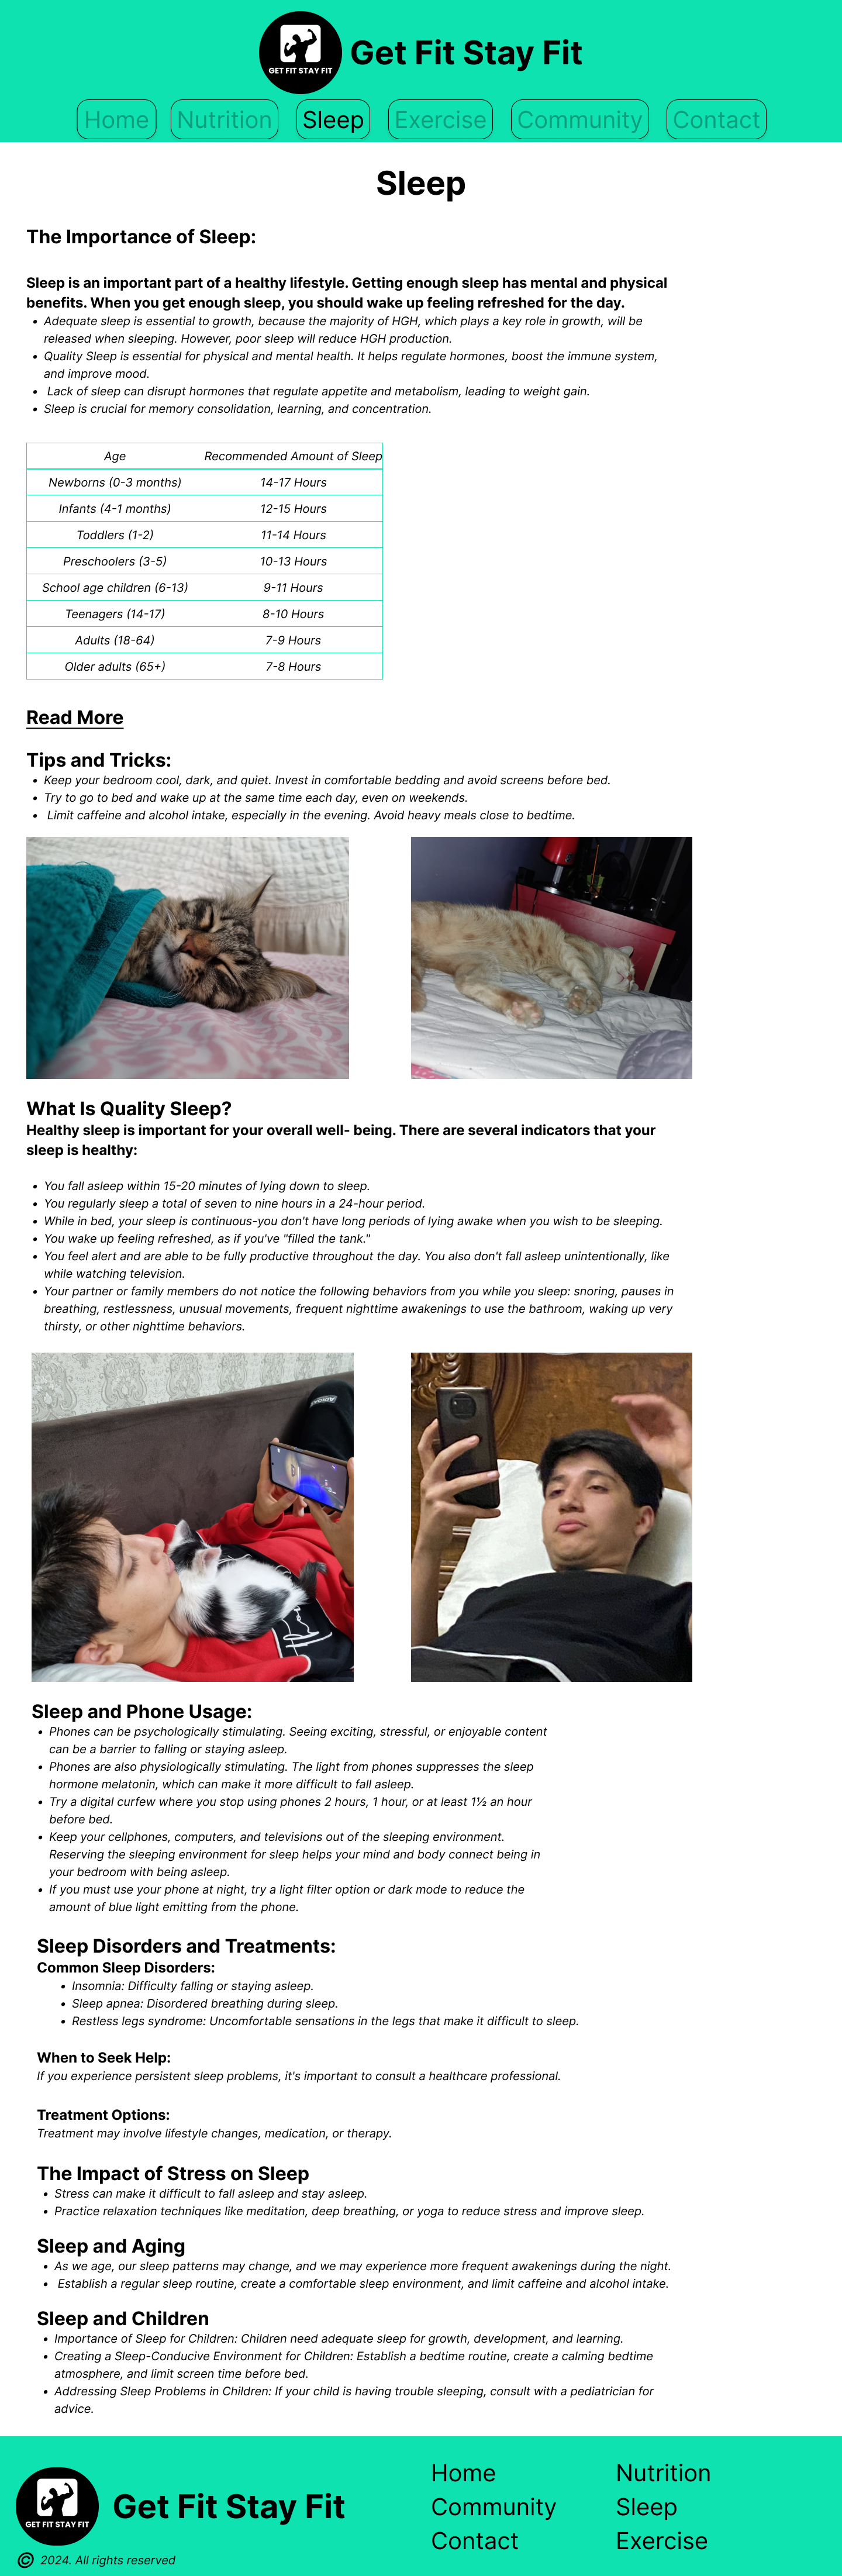 GET FIT STAY FIT
Get Fit Stay Fit
Home Nutrition Sleep Exercise Community Contact
Sleep
The Importance of Sleep:
Sleep is an important part of a healthy lifestyle. Getting enough sleep has mental and physical
benefits. When you get enough sleep, you should wake up feeling refreshed for the day.
• Adequate sleep is essential to growth, because the majority of HGH, which plays a key role in growth, will be
released when sleeping. However, poor sleep will reduce HGH production.
• Quality Sleep is essential for physical and mental health. It helps regulate hormones, boost the immune system,
and improve mood.
• Lack of sleep can disrupt hormones that regulate appetite and metabolism, leading to weight gain.
• Sleep is crucial for memory consolidation, learning, and concentration.
Age Recommended Amount of Sleep
Newborns (0-3 months) 14-17 Hours
Infants (4-1 months) 12-15 Hours
Toddlers (1-2) 11-14 Hours
Preschoolers (3-5) 10-13 Hours
School age children (6-13) 9-11 Hours
Teenagers (14-17) 8-10 Hours
Adults (18-64) 7-9 Hours
Older adults (65+) 7-8 Hours
Read More
Tips and Tricks:
• Keep your bedroom cool, dark, and quiet. Invest in comfortable bedding and avoid screens before bed.
• Try to go to bed and wake up at the same time each day, even on weekends.
• Limit caffeine and alcohol intake, especially in the evening. Avoid heavy meals close to bedtime.
What Is Quality Sleep?
Healthy sleep is important for your overall well- being. There are several indicators that your
sleep is healthy:
• You fall asleep within 15-20 minutes of lying down to sleep.
• You regularly sleep a total of seven to nine hours in a 24-hour period.
• While in bed, your sleep is continuous-you don't have long periods of lying awake when you wish to be sleeping.
• You wake up feeling refreshed, as if you've "filled the tank."
• You feel alert and are able to be fully productive throughout the day. You also don't fall asleep unintentionally, like
while watching television.
• Your partner or family members do not notice the following behaviors from you while you sleep: snoring, pauses in
breathing, restlessness, unusual movements, frequent nighttime awakenings to use the bathroom, waking up very
thirsty, or other nighttime behaviors.
Sleep and Phone Usage:
• Phones can be psychologically stimulating. Seeing exciting, stressful, or enjoyable content
can be a barrier to falling or staying asleep.
• Phones are also physiologically stimulating. The light from phones suppresses the sleep
hormone melatonin, which can make it more difficult to fall asleep.
• Try a digital curfew where you stop using phones 2 hours, 1 hour, or at least 1½ an hour
before bed.
• Keep your cellphones, computers, and televisions out of the sleeping environment.
Reserving the sleeping environment for sleep helps your mind and body connect being in
your bedroom with being asleep.
• If you must use your phone at night, try a light filter option or dark mode to reduce the
amount of blue light emitting from the phone.
Sleep Disorders and Treatments:
Common Sleep Disorders:
• Insomnia: Difficulty falling or staying asleep.
• Sleep apnea: Disordered breathing during sleep.
• Restless legs syndrome: Uncomfortable sensations in the legs that make it difficult to sleep.
When to Seek Help:
If you experience persistent sleep problems, it's important to consult a healthcare professional.
Treatment Options:
Treatment may involve lifestyle changes, medication, or therapy.
The Impact of Stress on Sleep
• Stress can make it difficult to fall asleep and stay asleep.
• Practice relaxation techniques like meditation, deep breathing, or yoga to reduce stress and improve sleep.
Sleep and Aging
• As we age, our sleep patterns may change, and we may experience more frequent awakenings during the night.
• Establish a regular sleep routine, create a comfortable sleep environment, and limit caffeine and alcohol intake.
Sleep and Children
• Importance of Sleep for Children: Children need adequate sleep for growth, development, and learning.
• Creating a Sleep-Conducive Environment for Children: Establish a bedtime routine, create a calming bedtime
atmosphere, and limit screen time before bed.
• Addressing Sleep Problems in Children: If your child is having trouble sleeping, consult with a pediatrician for
advice.
GET FIT STAY FIT
Get Fit Stay Fit
Home Nutrition
Community Sleep
Contact Exercise
© 2024. All rights reserved